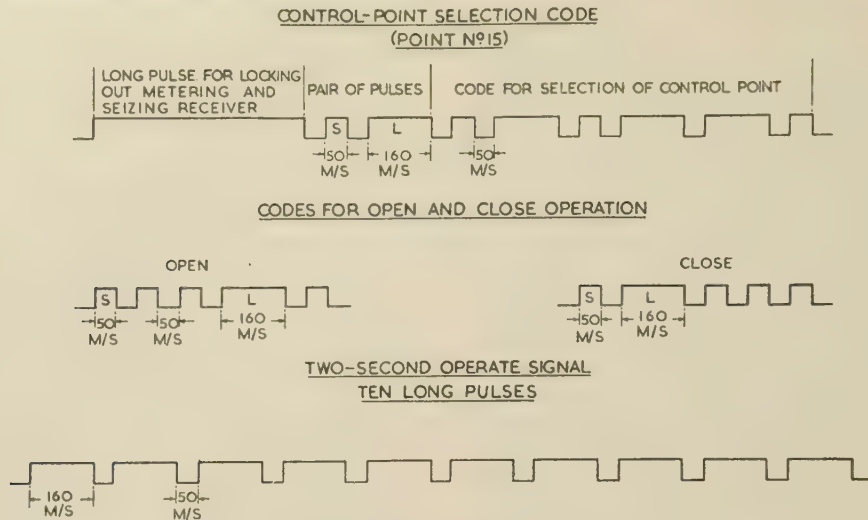 CONTROL-POINT SELECTION CODE
(POINT Nº15)
LONG PULSE FOR LOCKING
OUT METERING AND
SEIZING RECEIVER
PAIR OF PULSES
CODE FOR SELECTION OF CONTROL POINT
S
L
50
M/S
160
M/S
50
M/S
CODES FOR OPEN AND CLOSE OPERATION
OPEN
CLOSE
S
L
S
L
50
M/S
50
M/S
160
M/S
50
M/S
160
M/S
TWO-SECOND OPERATE SIGNAL
TEN LONG PULSES
160
M/S
50
M/S